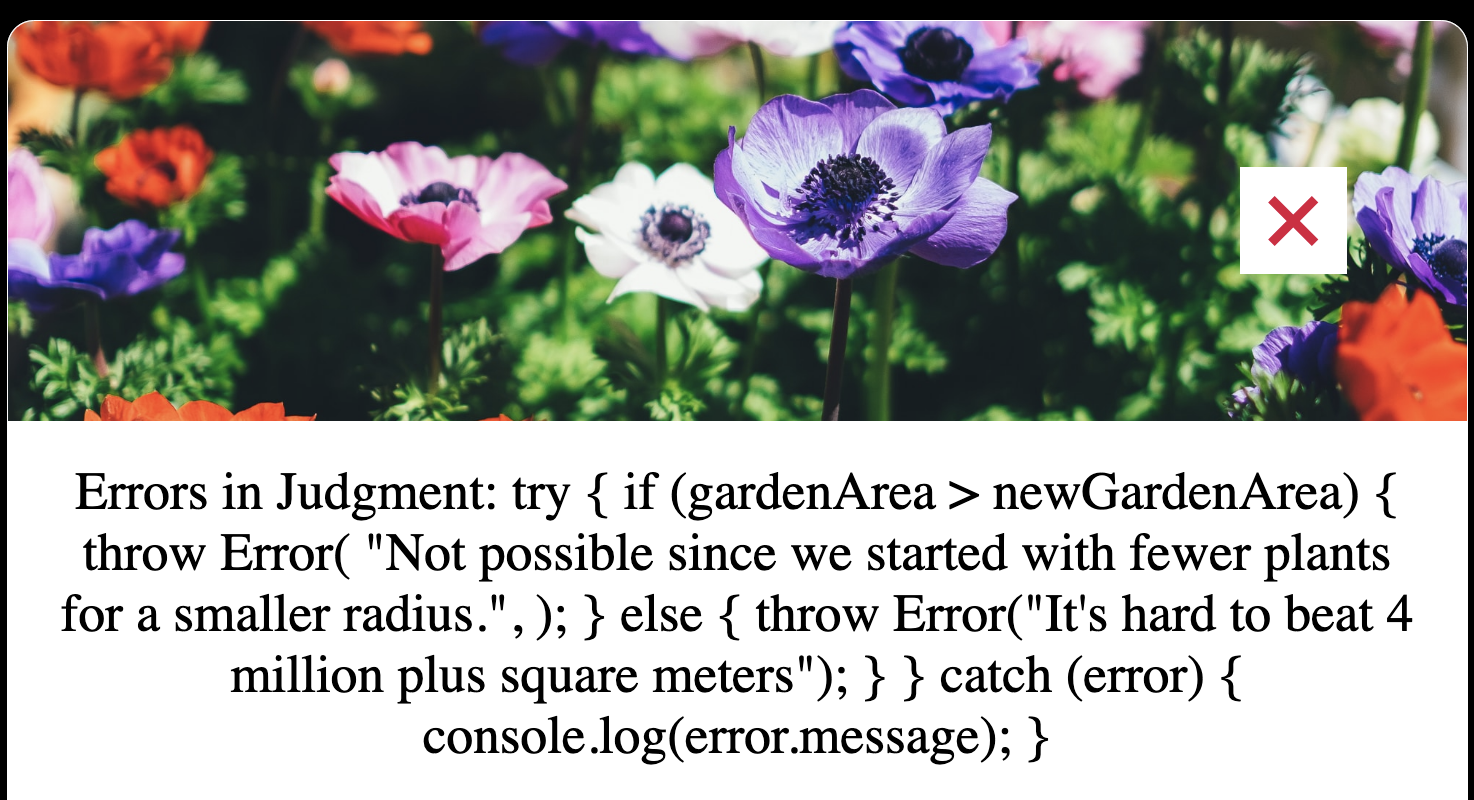 Errors in Judgment: try { if (gardenArea > newGardenArea) {
throw Error( "Not possible since we started with fewer plants
for a smaller radius.", ); } else { throw Error("It's hard to beat 4
million plus square meters"); } } catch (error) {
console.log(error.message); }